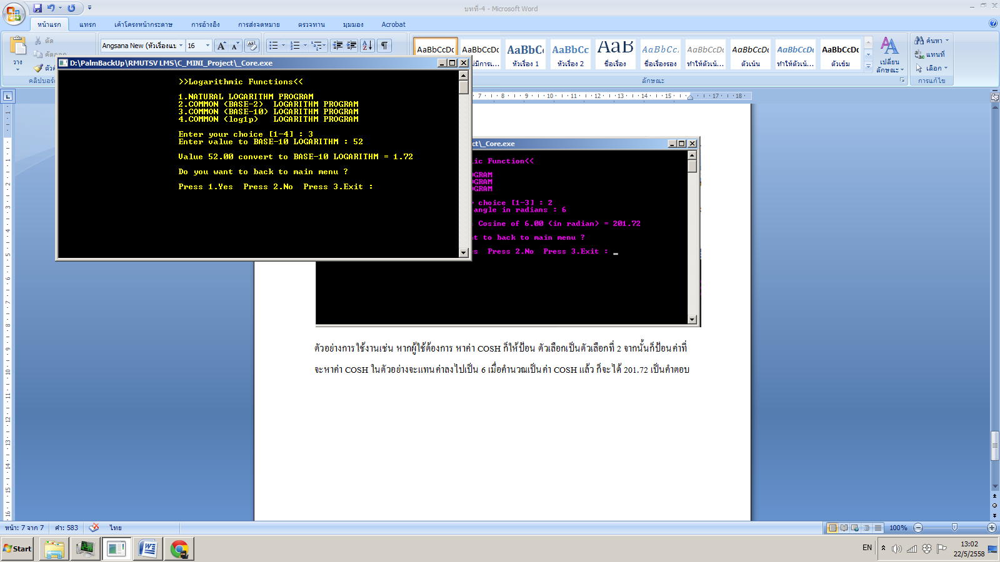 บทที่-4 - Microsoft Word
หน้าแรก แทรก เค้าโครงหน้ากระดาษ การอ้างอิง การส่งจดหมาย ตรวจทาน มุมมอง Acrobat
วาง
ตัด
คัดลอก
Angsana New (หัวเรื่องแบ 16
AaBbCcDc AaBbCcDc AaBbC AaBbCc AaB AaBbCc. AaBbCcDc AaBbCcDc AaBbCcDc AaBbCcDc
หัวเรื่อง 1 หัวเรื่อง 2 ชื่อเรื่อง ชื่อเรื่องรอง ทำให้ตัวเน้... ตัวเน้น ทำให้ตัวเน้... ตัวเข้ม
เปลี่ยน
ลักษณะ
ค้นหา
แทนที่
เลือก
ลักษณะ การแก้ไข
D:\PalmBackUp\RMUTSV LMS\C_MINI_Project\_Core.exe
>>Logarithmic Functions<<
1.NATURAL LOGARITHM PROGRAM
2.COMMON (BASE-2) LOGARITHM PROGRAM
3.COMMON (BASE-10) LOGARITHM PROGRAM
4.COMMON (log1p) LOGARITHM PROGRAM
Enter your choice [1-4] : 3
Enter value to BASE-10 LOGARITHM : 52
Value 52.00 convert to BASE-10 LOGARITHM = 1.72
Do you want to back to main menu ?
Press 1.Yes Press 2.No Press 3.Exit :
7 8 9 10 11 12 13 14 15 17 18
ct\_Core.exe
ic Function<<
OGRAM
OGRAM
OGRAM
choice [1-3] : 2
angle in radians : 6
Cosine of 6.00 (in radian) = 201.72
nt to back to main menu ?
es Press 2.No Press 3.Exit : _
ตัวอย่างการใช้งานเช่น หากผู้ใช้ต้องการ หาค่า COSH ก็ให้ป้อน ตัวเลือกเป็นตัวเลือกที่ 2 จากนั้นก็ป้อนค่าที่
จะหาค่า COSH ในตัวอย่างจะแทนค่าลงไปเป็น 6 เมื่อคำนวณเป็นค่า COSH แล้ว ก็จะได้ 201.72 เป็นคำตอบ
หน้า: 7 จาก 7 คำ: 583 ไทย 100%
Start EN 13:02
22/5/2558